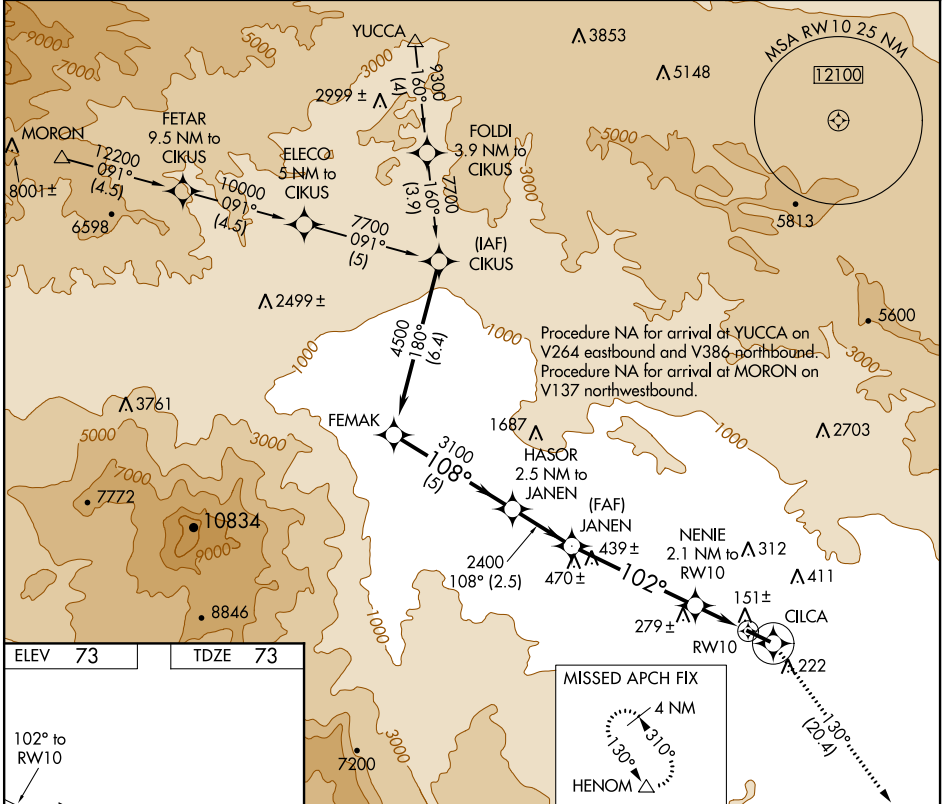 9000
7000
5000
YUCCA
3000
3853
5148
MSA RW10 25 NM
12100
9300
160°
(4)
2999 ±
MORON
8001±
12200
091°
(4.5)
FETAR
9.5 NM to
CIKUS
6598
10000
091°
(4.5)
ELECO
5 NM to
CIKUS
7700
091°
(5)
FOLDI
3.9 NM to
CIKUS
7700
160°
(3.9)
3000
5000
5813
(IAF)
CIKUS
2499 ±
1000
4500
180°
(6.4)
1000
Procedure NA for arrival at YUCCA on
V264 eastbound and V386 northbound.
Procedure NA for arrival at MORON on
V137 northwestbound.
5600
3000
3761
5000
3000
7000
7772
10834
9000
8846
FEMAK
3100
108°
(5)
1687
HASOR
2.5 NM to
JANEN
1000
2703
2400
108° (2.5)
(FAF)
JANEN
439 ±
470 ±
102°
NENIE
2.1 NM to
RW10
312
411
279 ±
151 ±
RW10
CILCA
222
130°
(20.4)
1000
3000
7200
ELEV 73
TDZE 73
102° to
RW10
MISSED APCH FIX
4 NM
310°
130°
HENOM